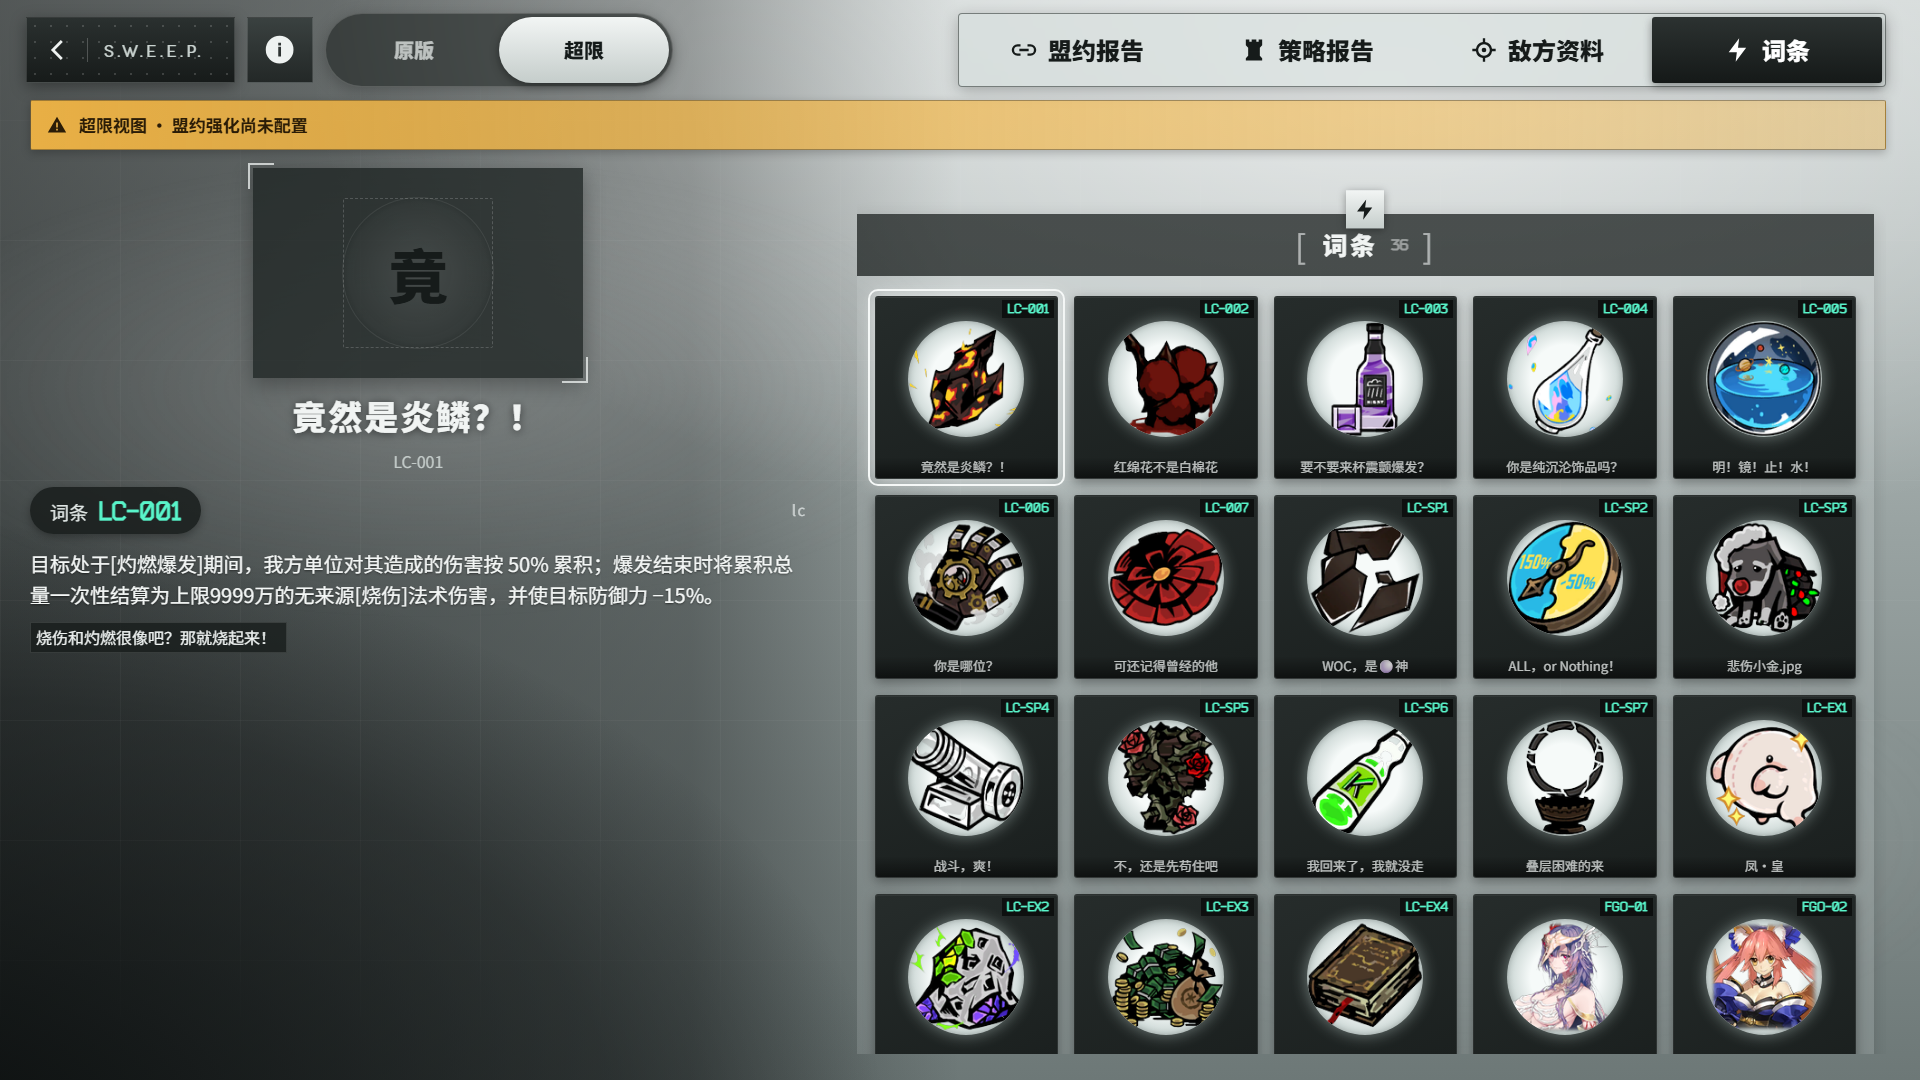 S.W.E.E.P.
原版
超限
盟约报告
策略报告
敌方资料
词条
超限视图 • 盟约强化尚未配置
竟
竟然是炎鳞？！
LC-001
词条 LC-001
lc
目标处于[灼燃爆发]期间，我方单位对其造成的伤害按 50% 累积；爆发结束时将累积总
量一次性结算为上限9999万的无来源[烧伤]法术伤害，并使目标防御力 −15%。
烧伤和灼燃很像吧？那就烧起来！
[ 词条 36 ]
LC-001
竟然是炎鳞？！
LC-002
红绵花不是白棉花
LC-003
要不要来杯震颤爆发？
LC-004
你是纯沉沦饰品吗？
LC-005
明！镜！止！水！
LC-006
你是哪位？
LC-007
可还记得曾经的他
LC-SP1
WOC，是神
LC-SP2
150%
-50%
ALL，or Nothing！
LC-SP3
悲伤小金.jpg
LC-SP4
战斗，爽！
LC-SP5
不，还是先苟住吧
LC-SP6
K
我回来了，我就没走
LC-SP7
叠层困难的来
LC-EX1
凤・皇
LC-EX2
LC-EX3
LC-EX4
FGO-01
FGO-02